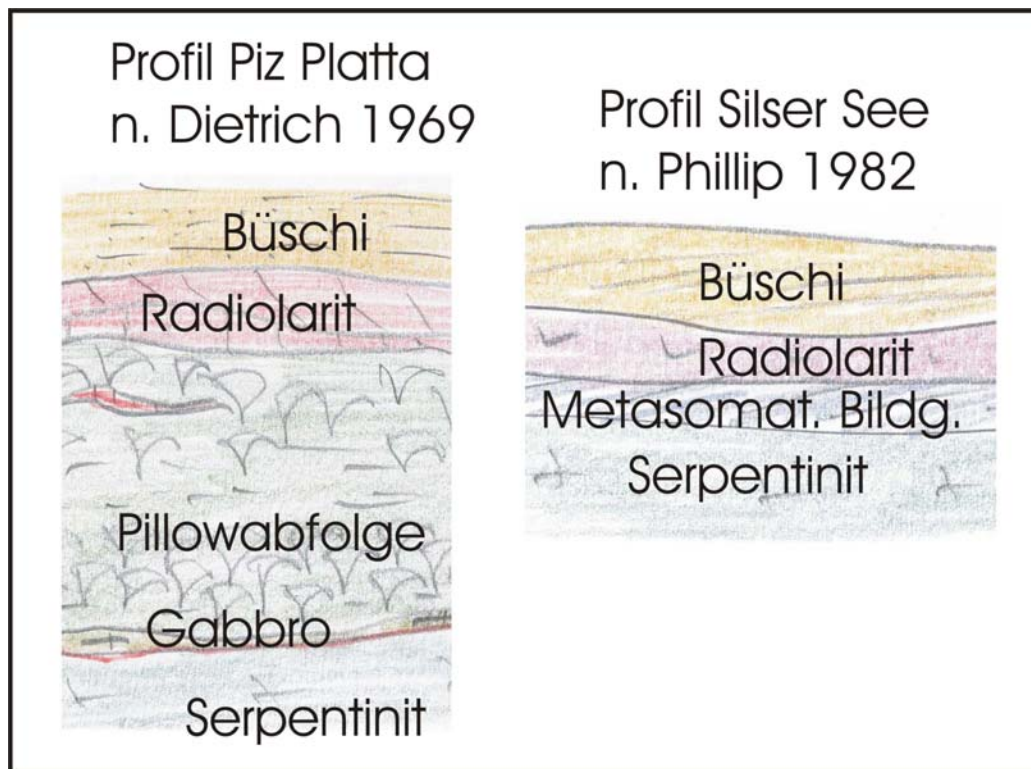 Profil Piz Platta
n. Dietrich 1969
Büschi
Radiolarit
Pillowabfolge
Gabbro
Serpentinit
Profil Silser See
n. Phillip 1982
Büschi
Radiolarit
Metasomat. Bildg.
Serpentinit